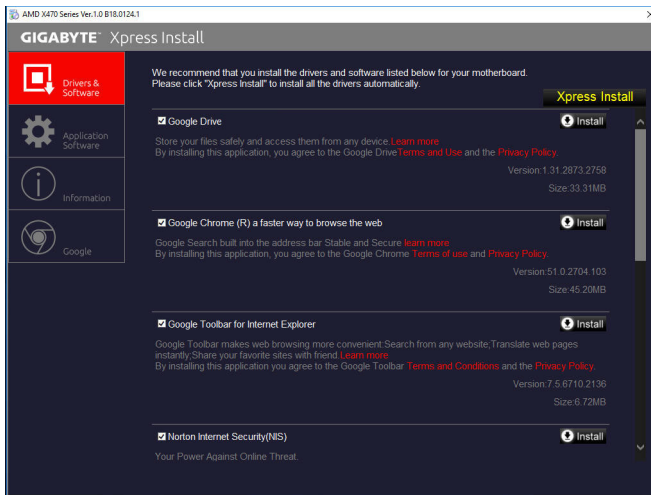 AMD X470 Series Ver.1.0 B18.0124.1
GIGABYTE™ Xpress Install
Drivers &
Software
Application
Software
Information
Google
We recommend that you install the drivers and software listed below for your motherboard.
Please click "Xpress Install" to install all the drivers automatically.
Xpress Install
Google Drive
Install
Store your files safely and access them from any device.Learn more
By installing this application, you agree to the Google DriveTerms and Use and the Privacy Policy.
Version:1.31.2873.2758
Size:33.31MB
Google Chrome (R) a faster way to browse the web
Install
Google Search built into the address bar Stable and Secure learn more
By installing this application, you agree to the Google Chrome Terms of use and Privacy Policy.
Version:51.0.2704.103
Size:45.20MB
Google Toolbar for Internet Explorer
Install
Google Toolbar makes web browsing more convenient:Search from any website;Translate web pages
instantly;Share your favorite sites with friend.Learn more
By installing this application you agree to the Google Toolbar Terms and Conditions and the Privacy Policy.
Version:7.5.6710.2136
Size:6.72MB
Norton Internet Security(NIS)
Install
Your Power Against Online Threat.